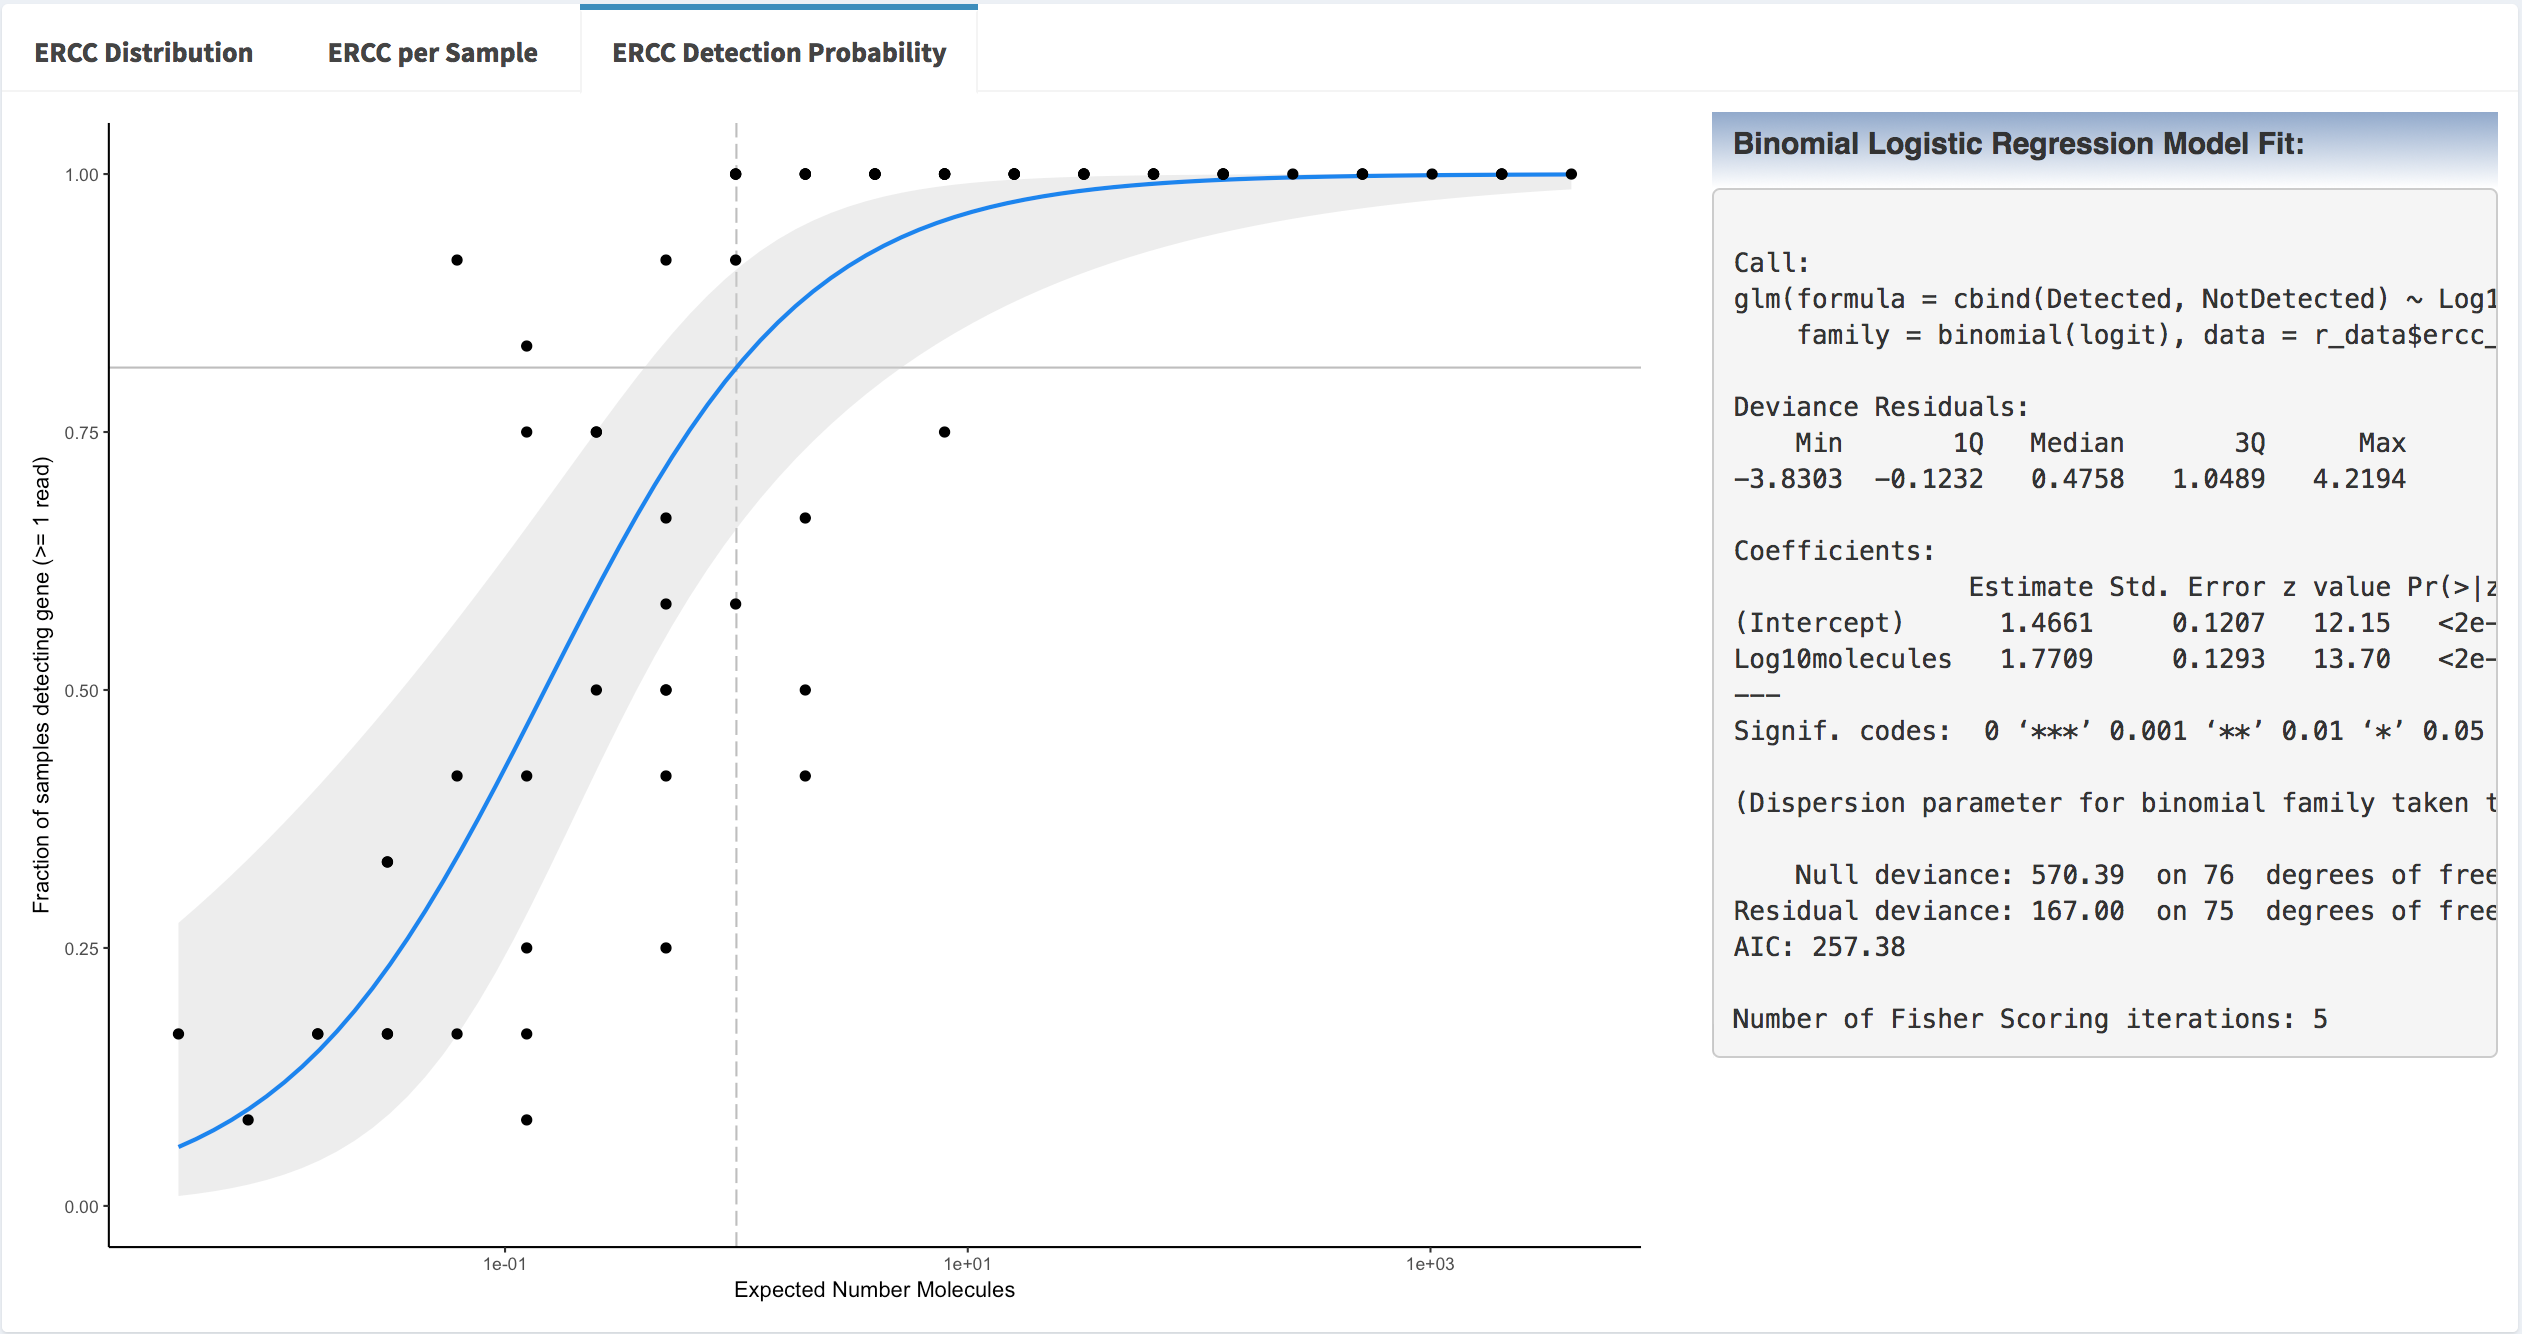 ERCC Distribution ERCC per Sample ERCC Detection Probability
1.00
0.75
0.50
0.25
0.00
Fraction of samples detecting gene (>= 1 read)
1e-01 1e+01 1e+03
Expected Number Molecules
Binomial Logistic Regression Model Fit:
Call:
glm(formula = cbind(Detected, NotDetected) ~ Log1
family = binomial(logit), data = r_data$ercc_
Deviance Residuals:
Min 1Q Median 3Q Max
−3.8303 −0.1232 0.4758 1.0489 4.2194
Coefficients:
Estimate Std. Error z value Pr(>|z
(Intercept) 1.4661 0.1207 12.15 <2e−
Log10molecules 1.7709 0.1293 13.70 <2e−
−−−
Signif. codes: 0 ‘***’ 0.001 ‘**’ 0.01 ‘*’ 0.05
(Dispersion parameter for binomial family taken t
Null deviance: 570.39 on 76 degrees of free
Residual deviance: 167.00 on 75 degrees of free
AIC: 257.38
Number of Fisher Scoring iterations: 5